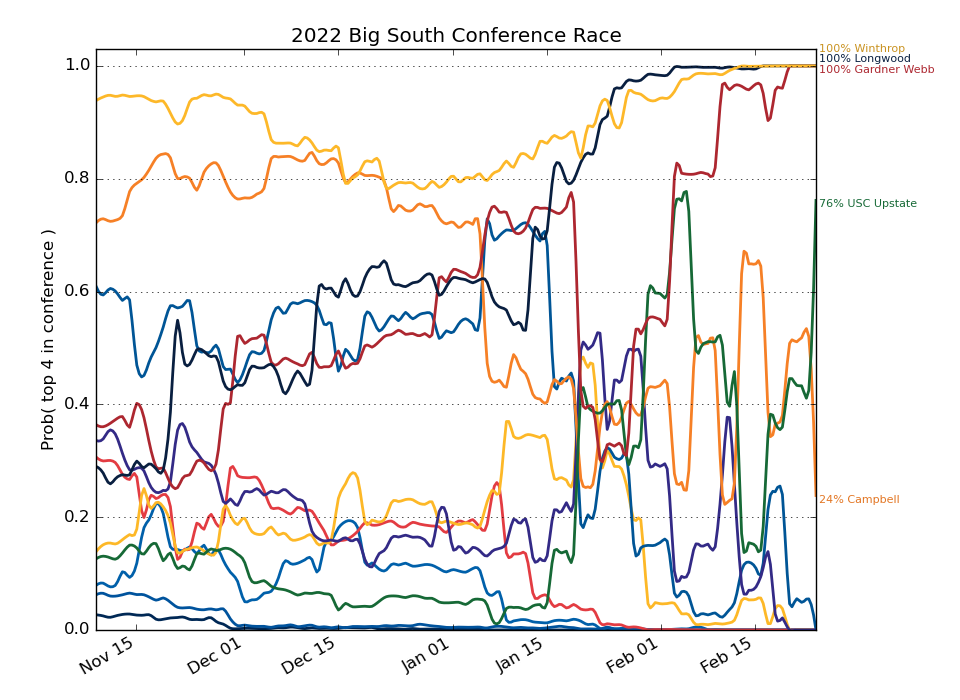 2022 Big South Conference Race
100% Winthrop
100% Longwood
100% Gardner Webb
76% USC Upstate
24% Campbell
Prob( top 4 in conference )
1.0
0.8
0.6
0.4
0.2
0.0
Nov 15
Dec 01
Dec 15
Jan 01
Jan 15
Feb 01
Feb 15